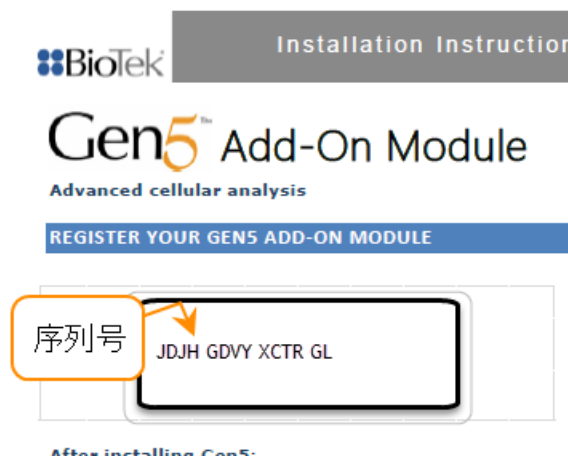 BioTek
Installation Instruction
Gen5™ Add-On Module
Advanced cellular analysis
REGISTER YOUR GEN5 ADD-ON MODULE
序列号
JDJH GDVY XCTR GL
After installing Gen5: